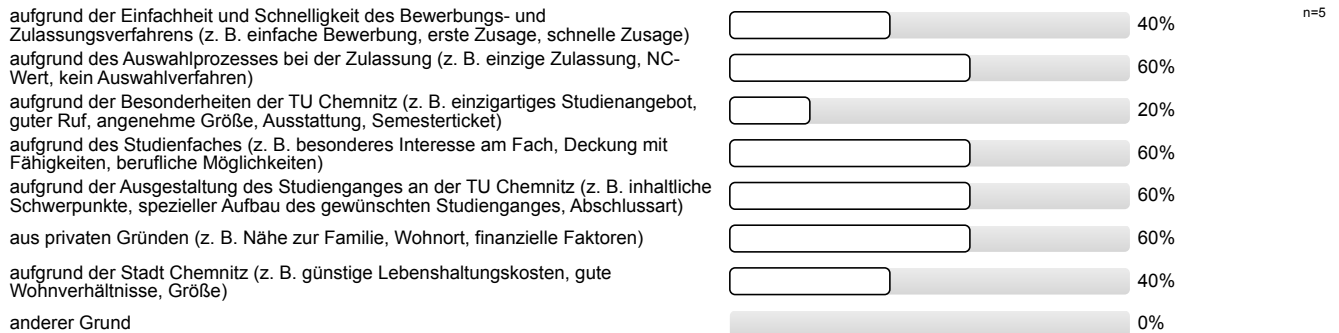 aufgrund der Einfachheit und Schnelligkeit des Bewerbungs- und
Zulassungsverfahrens (z. B. einfache Bewerbung, erste Zusage, schnelle Zusage)
40%
n=5
aufgrund des Auswahlprozesses bei der Zulassung (z. B. einzige Zulassung, NC-
Wert, kein Auswahlverfahren)
60%
aufgrund der Besonderheiten der TU Chemnitz (z. B. einzigartiges Studienangebot,
guter Ruf, angenehme Größe, Ausstattung, Semesterticket)
20%
aufgrund des Studienfaches (z. B. besonderes Interesse am Fach, Deckung mit
Fähigkeiten, berufliche Möglichkeiten)
60%
aufgrund der Ausgestaltung des Studienganges an der TU Chemnitz (z. B. inhaltliche
Schwerpunkte, spezieller Aufbau des gewünschten Studienganges, Abschlussart)
60%
aus privaten Gründen (z. B. Nähe zur Familie, Wohnort, finanzielle Faktoren)
60%
aufgrund der Stadt Chemnitz (z. B. günstige Lebenshaltungskosten, gute
Wohnverhältnisse, Größe)
40%
anderer Grund
0%